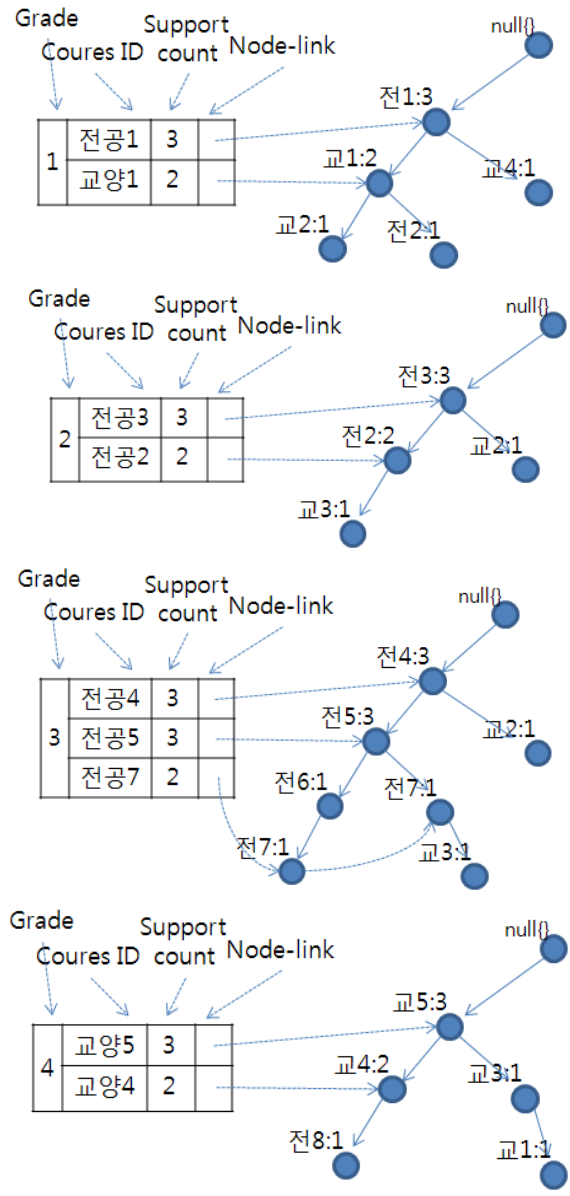 Grade
Coures ID
Support
count
Node-link
1
전공1 3
교양1 2
null{}
전1:3
교1:2
교4:1
교2:1
전2:1
Grade
Coures ID
Support
count
Node-link
2
전공3 3
전공2 2
null{}
전3:3
전2:2
교2:1
교3:1
Grade
Coures ID
Support
count
Node-link
3
전공4 3
전공5 3
전공7 2
null{}
전4:3
전5:3
교2:1
전6:1
전7:1
전7:1
교3:1
Grade
Coures ID
Support
count
Node-link
4
교양5 3
교양4 2
null{}
교5:3
교4:2
교3:1
전8:1
교1:1